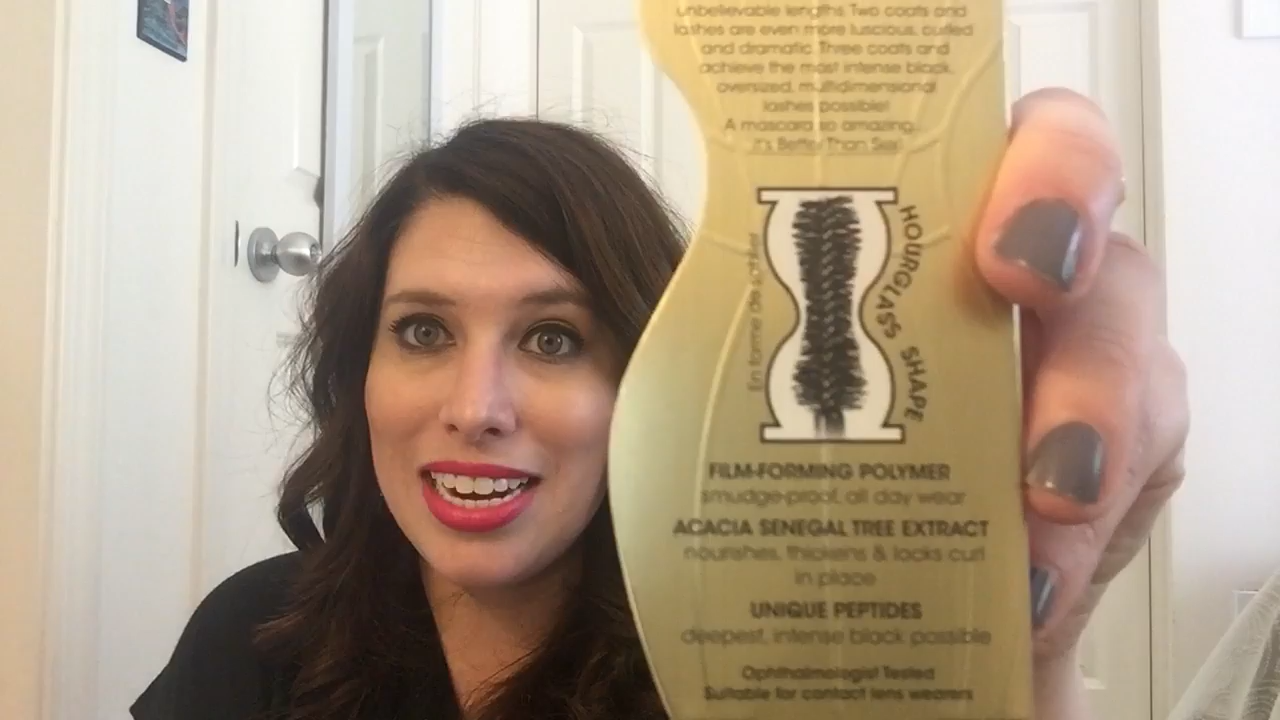 unbelievable lengths. Two coats and
lashes are even more luscious, curled
and dramatic. Three coats and
achieve the most intense black,
oversized, multidimensional
lashes possible!
A mascara so amazing...
it's Better Than Sex!
En forme de sablier
HOURGLASS SHAPE
FILM-FORMING POLYMER
smudge-proof, all day wear
ACACIA SENEGAL TREE EXTRACT
nourishes, thickens & locks curl
in place
UNIQUE PEPTIDES
deepest, intense black possible
Ophthalmologist Tested
Suitable for contact lens wearers